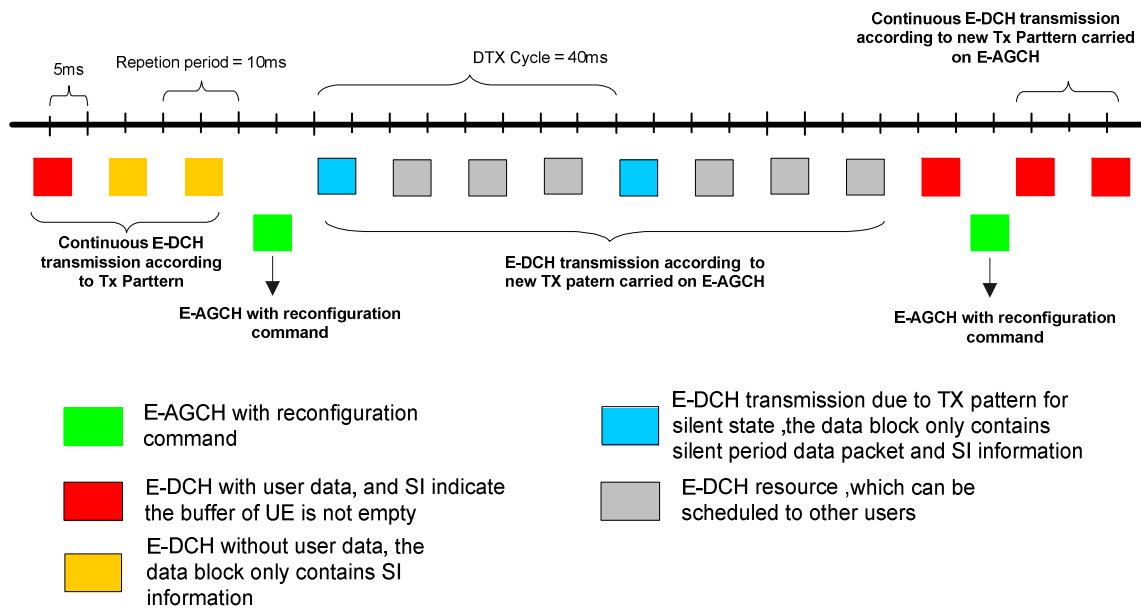 Continuous E-DCH transmission
according to new Tx Parttern carried
on E-AGCH
5ms
Repetion period = 10ms
DTX Cycle = 40ms
Continuous E-DCH
transmission according
to Tx Parttern
E-DCH transmission according to
new TX patern carried on E-AGCH
E-AGCH with reconfiguration
command
E-AGCH with reconfiguration
command
E-AGCH with reconfiguration
command
E-DCH with user data, and SI indicate
the buffer of UE is not empty
E-DCH without user data, the
data block only contains SI
information
E-DCH transmission due to TX pattern for
silent state ,the data block only contains
silent period data packet and SI information
E-DCH resource ,which can be
scheduled to other users